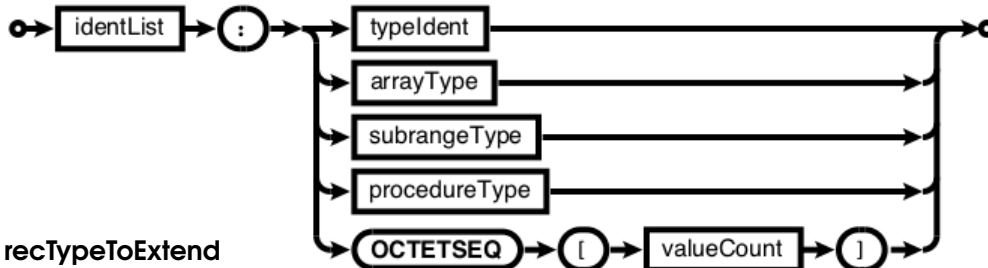 identList : typeIdent
arrayType
subrangeType
procedureType
OCTETSEQ [ valueCount ]
recTypeToExtend